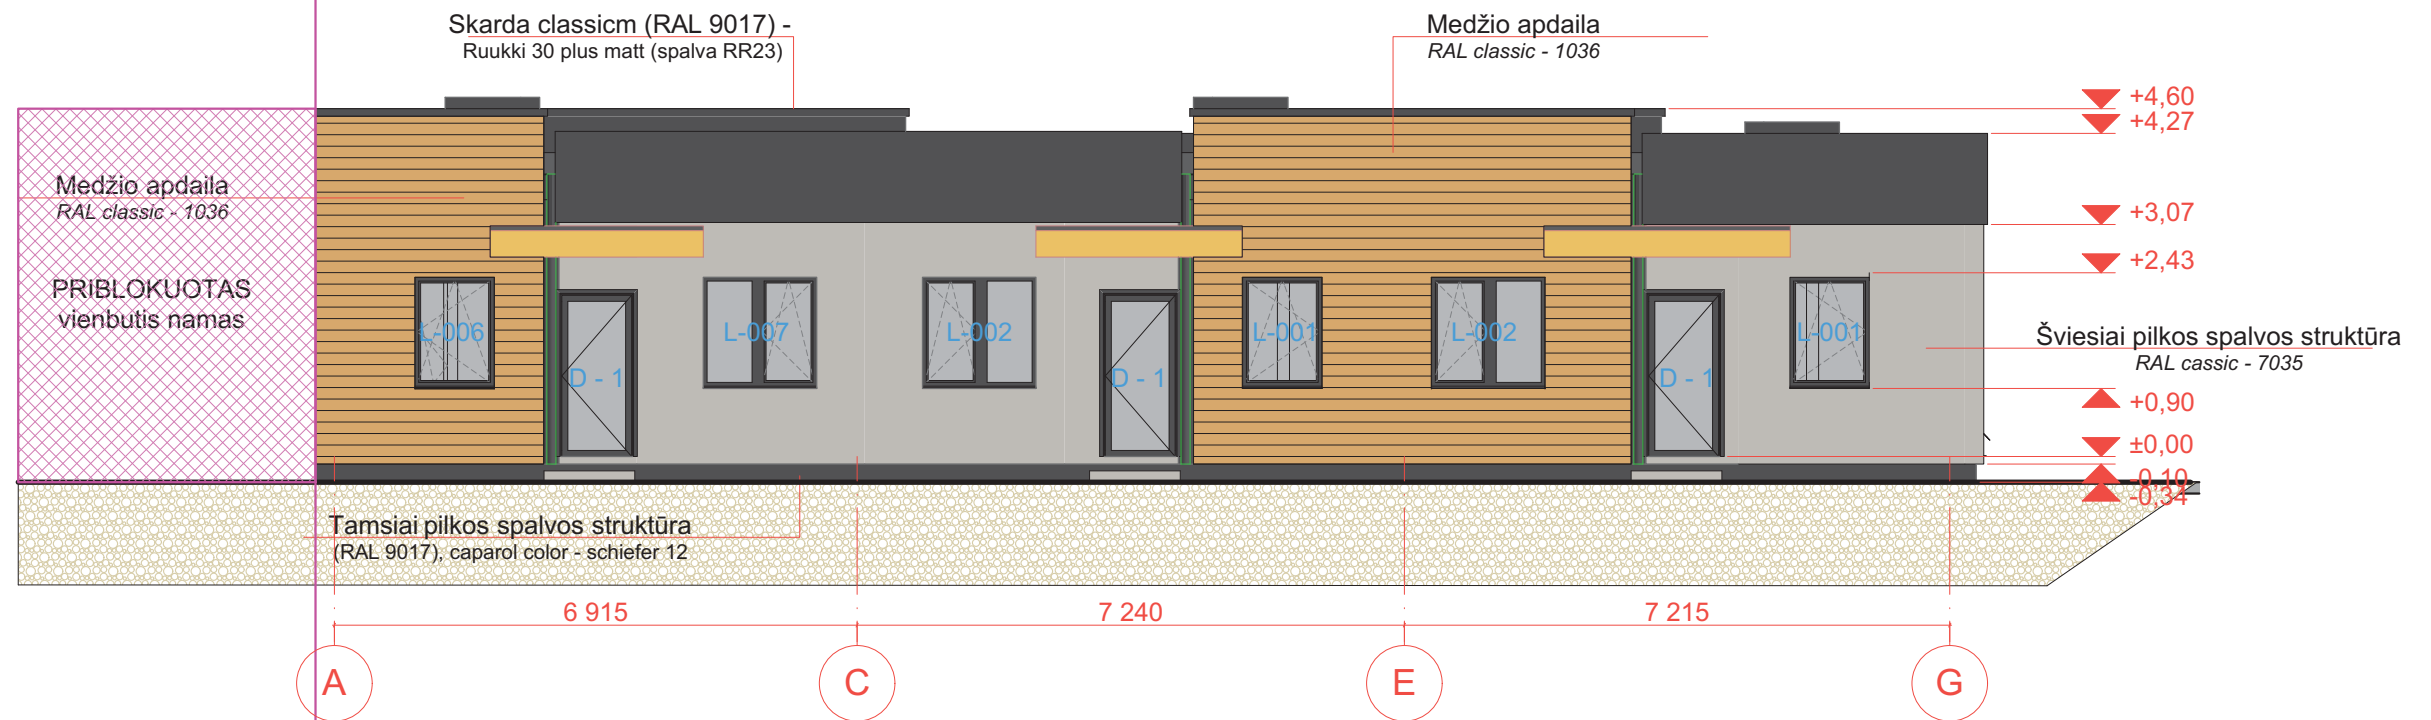 Skarda classicm (RAL 9017) -
Ruukki 30 plus matt (spalva RR23)
Medžio apdaila
RAL classic - 1036
+4,60
+4,27
Medžio apdaila
RAL classic - 1036
+3,07
+2,43
PRIBLOKUOTAS
vienbutis namas
L-006
L-007
L-002
L-001
L-002
L-001
Šviesiai pilkos spalvos struktūra
RAL cassic - 7035
D - 1
D - 1
D - 1
+0,90
±0,00
-0,10
-0,34
Tamsiai pilkos spalvos struktūra
(RAL 9017), caparol color - schiefer 12
6 915
7 240
7 215
A
C
E
G